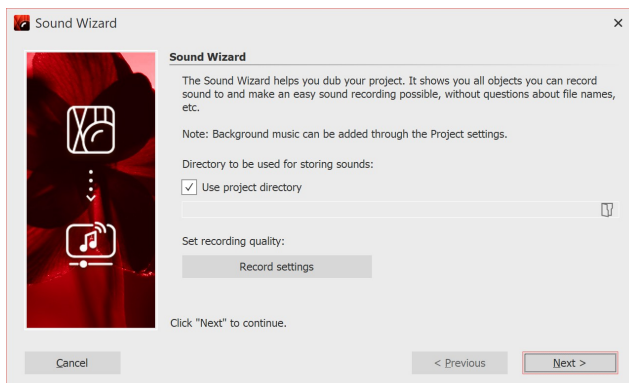 Sound Wizard
Sound Wizard
The Sound Wizard helps you dub your project. It shows you all objects you can record
sound to and make an easy sound recording possible, without questions about file names,
etc.
Note: Background music can be added through the Project settings.
Directory to be used for storing sounds:
Use project directory
Set recording quality:
Record settings
Click "Next" to continue.
Cancel
< Previous
Next >